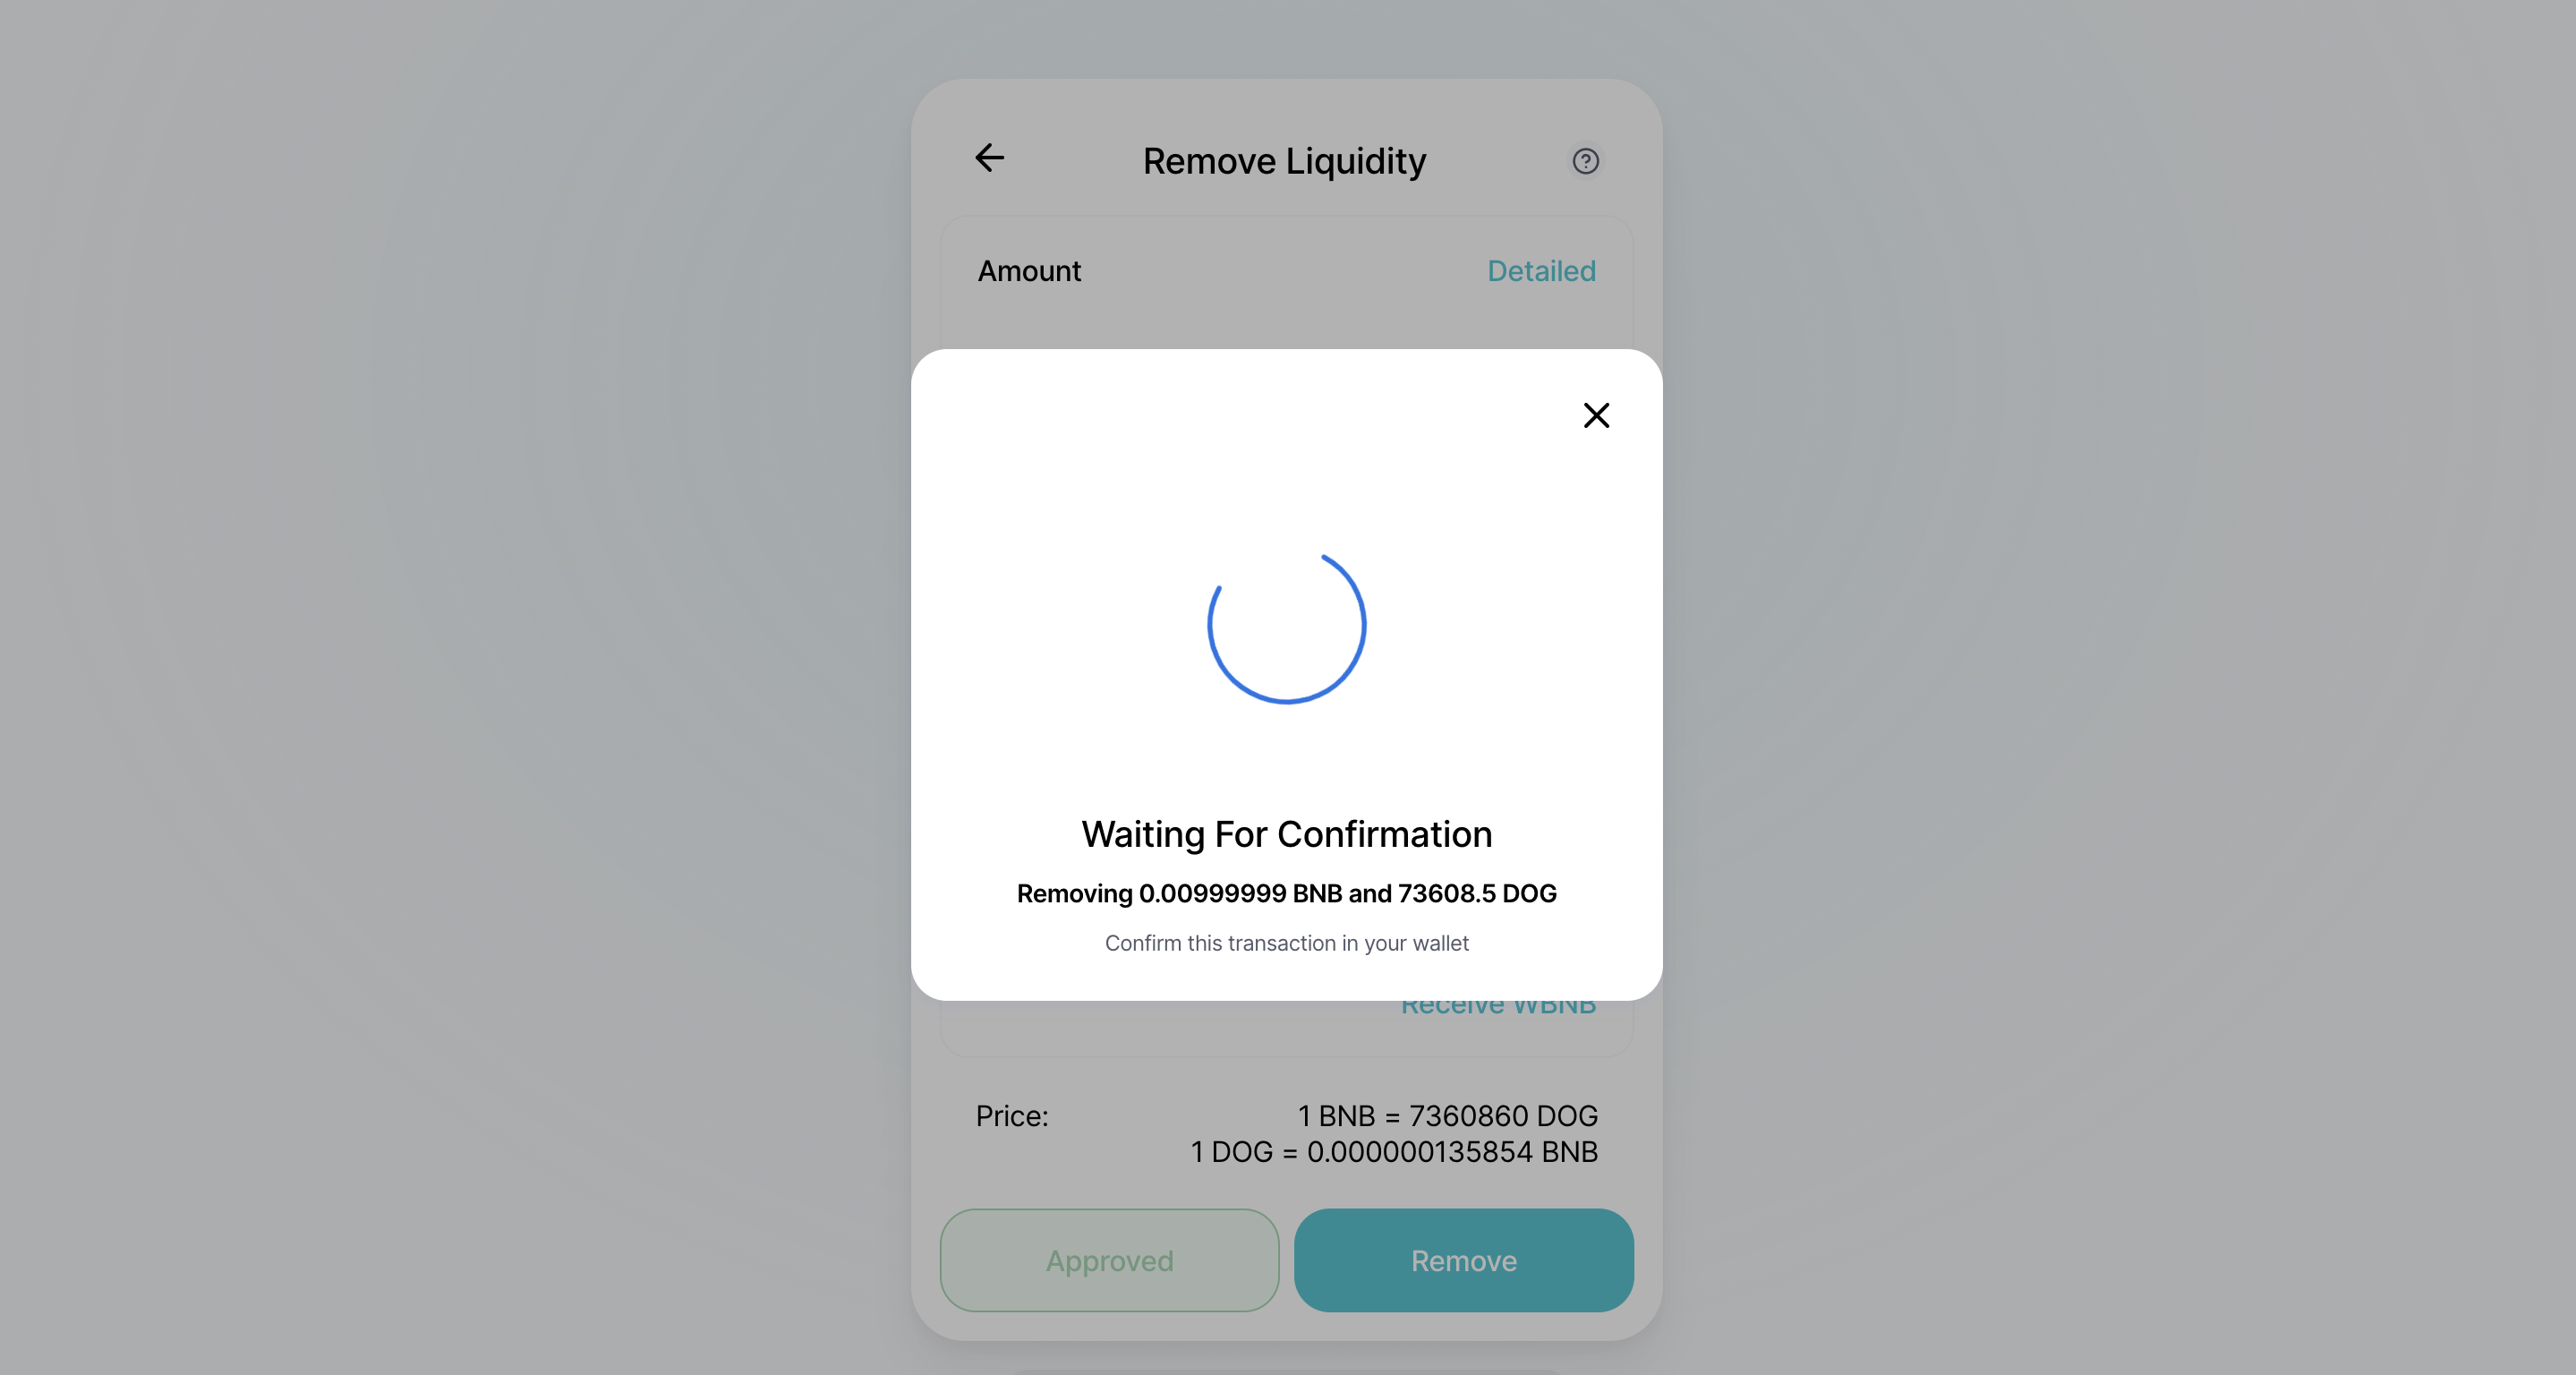 Remove Liquidity
Amount
Detailed
Waiting For Confirmation
Removing 0.00999999 BNB and 73608.5 DOG
Confirm this transaction in your wallet
Receive WBNB
Price:
1 BNB = 7360860 DOG
1 DOG = 0.000000135854 BNB
Approved
Remove